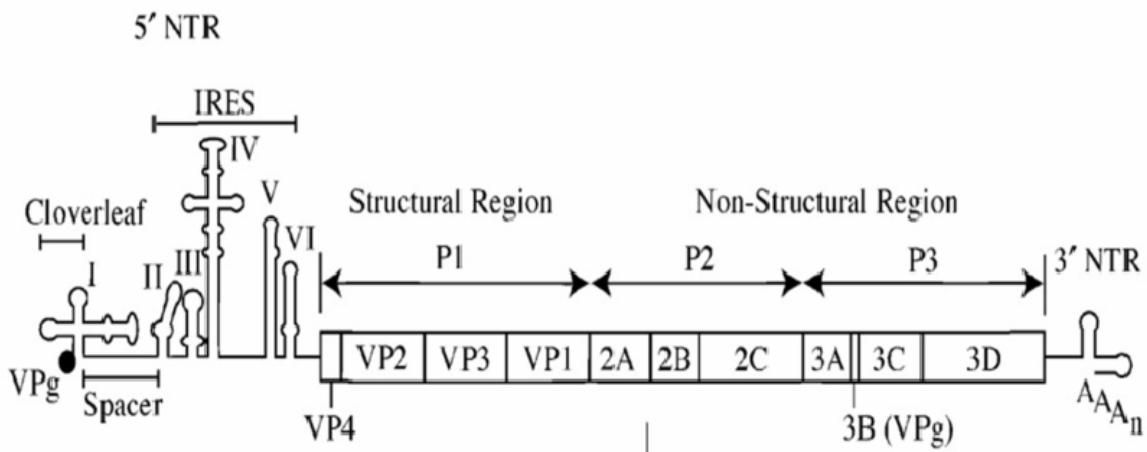 5′ NTR
IRES
IV
Cloverleaf
V
Structural Region
Non-Structural Region
I
II
III
VI
P1
P2
P3
3′ NTR
VPg
Spacer
VP2 VP3 VP1 2A 2B 2C 3A 3C 3D
VP4
3B (VPg)
AAAn